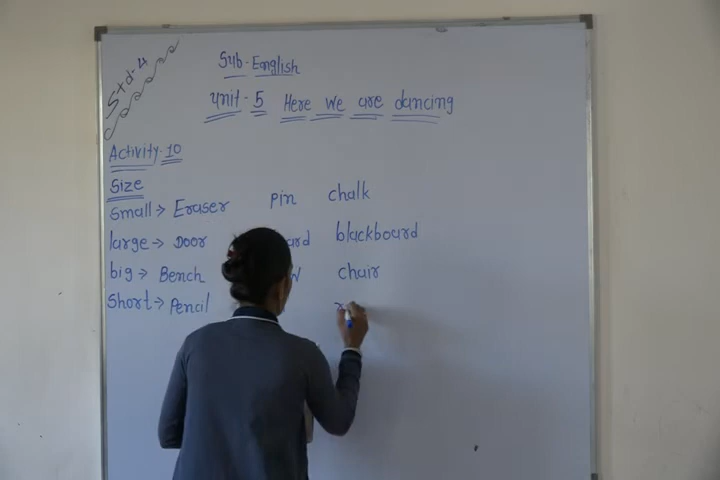 Std-4
Sub. English
Unit-5 Here we are dancing
Activity.10
Size
small→ Eraser pin chalk
large→ Door blackboard
big→ Bench chair
Short→ Pencil